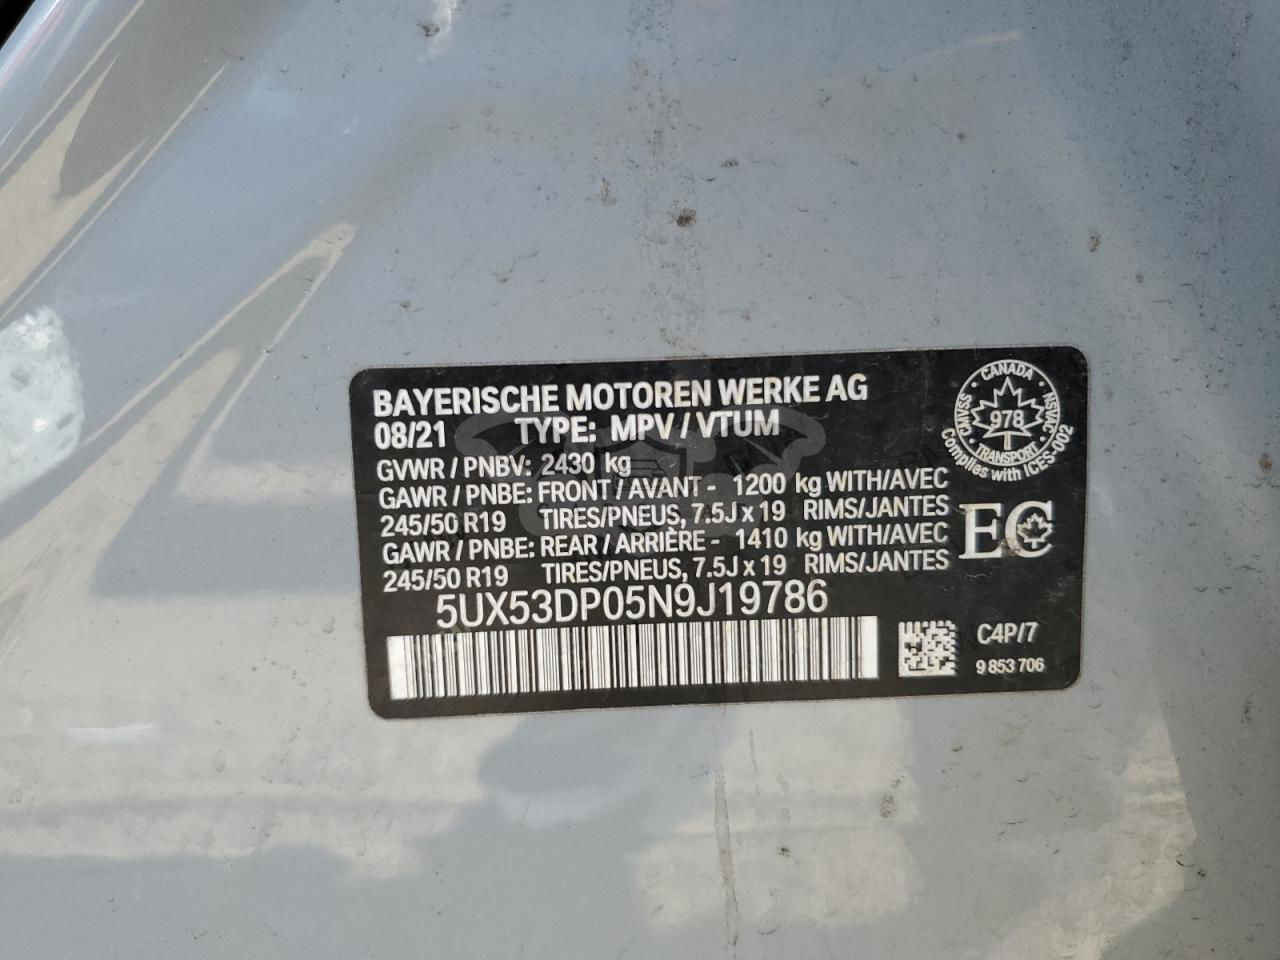 BAYERISCHE MOTOREN WERKE AG
08/21 TYPE: MPV / VTUM
GVWR / PNBV: 2430 kg
GAWR / PNBE: FRONT / AVANT - 1200 kg WITH/AVEC
245/50 R19 TIRES/PNEUS, 7.5J x 19 RIMS/JANTES
GAWR / PNBE: REAR / ARRIÈRE - 1410 kg WITH/AVEC
245/50 R19 TIRES/PNEUS, 7.5J x 19 RIMS/JANTES
5UX53DP05N9J19786
CANADA
978
TRANSPORT
CMVSS
NSVAC
Complies with ICES-002
EC
C4P/7
9 853 706